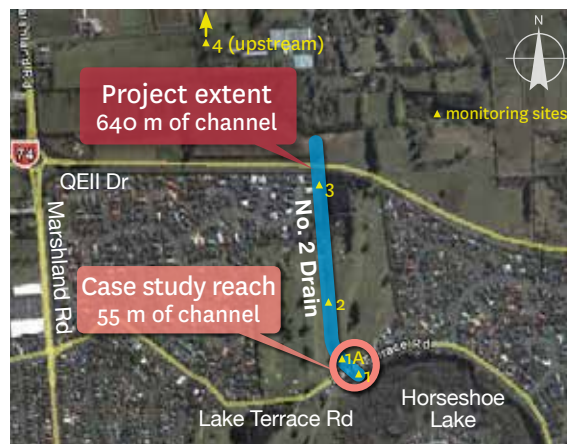 4 (upstream)
N
monitoring sites
Project extent
640 m of channel
74
QEII Dr
3
No. 2 Drain
Marshland Rd
Case study reach
55 m of channel
2
1A
1
Horseshoe
Lake
Lake Terrace Rd